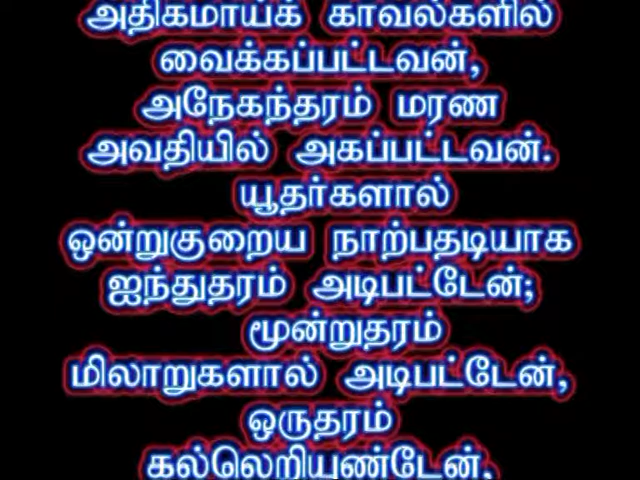 அதிகமாய்க் காவல்களில்
வைக்கப்பட்டவன்,
அநேகந்தரம் மரண
அவதியில் அகப்பட்டவன்.
யூதர்களால்
ஒன்றுகுறைய நாற்பதடியாக
ஐந்துதரம் அடிபட்டேன்;
மூன்றுதரம்
மிலாறுகளால் அடிபட்டேன்,
ஒருதரம்
கல்லெறியுண்டேன்,